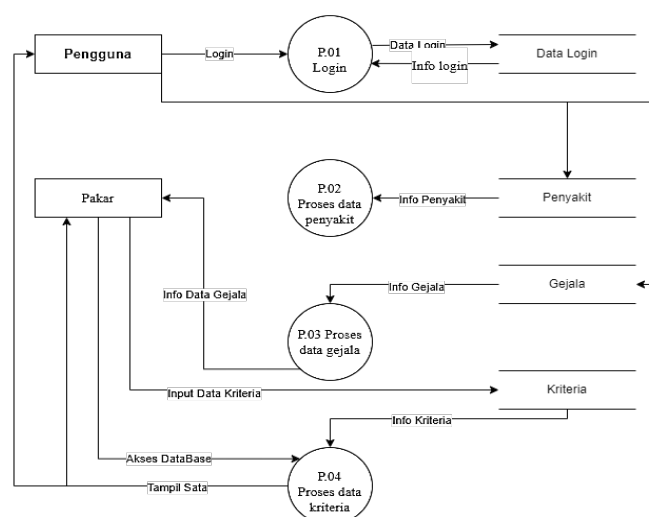 Pengguna
Login
P.01
Login
Data Login
Info login
Data Login
Pakar
P.02
Proses data
penyakit
Info Penyakit
Penyakit
Info Data Gejala
Info Gejala
Gejala
P.03 Proses
data gejala
Input Data Kriteria
Kriteria
Info Kriteria
Akses DataBase
Tampil Sata
P.04
Proses data
kriteria